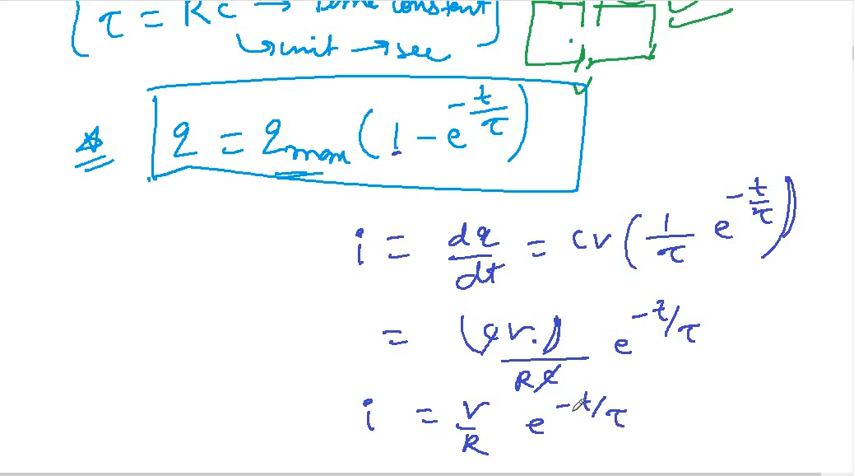 τ = RC → time constant
↳ unit → sec
q = qmax (1 - e^(-t/τ))
i = dq/dt = CV (1/τ e^(-t/τ))
= (CV.)/RC e^(-t/τ)
i = V/R e^(-t/τ)